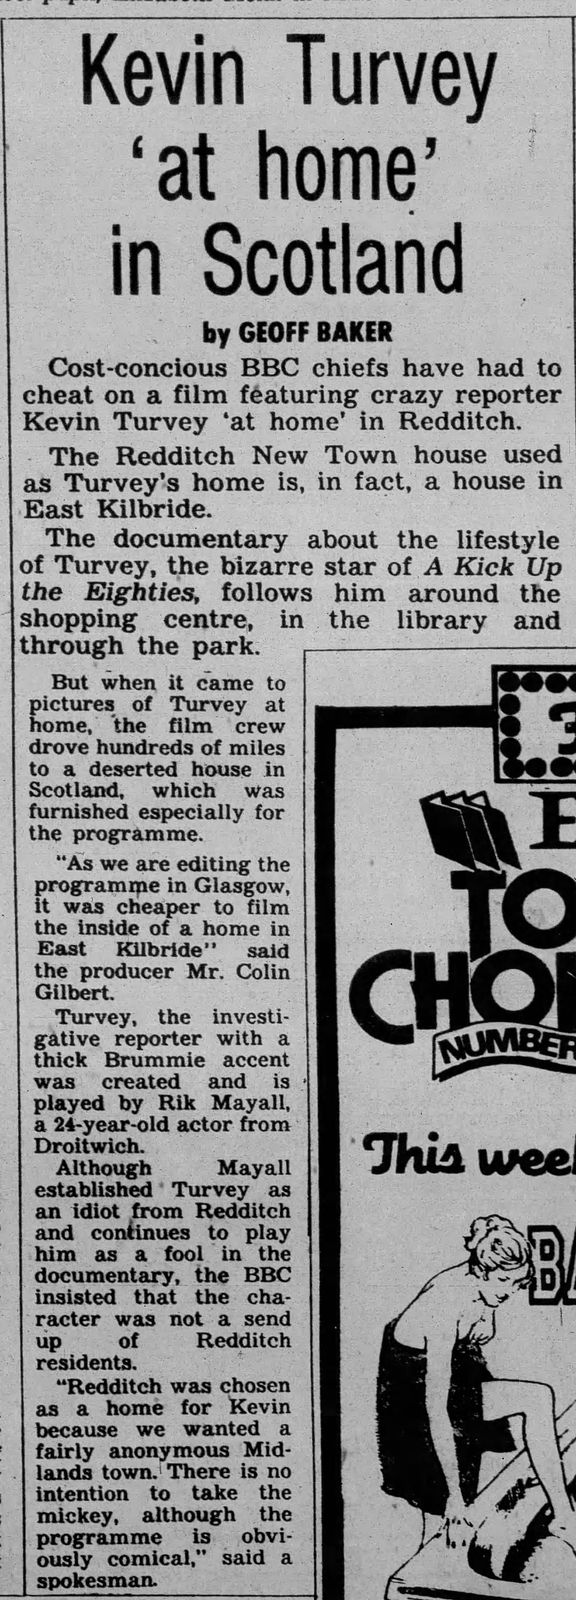 Kevin Turvey
‘at home’
in Scotland
by GEOFF BAKER
Cost-concious BBC chiefs have had to
cheat on a film featuring crazy reporter
Kevin Turvey ‘at home’ in Redditch.
The Redditch New Town house used
as Turvey's home is, in fact, a house in
East Kilbride.
The documentary about the lifestyle
of Turvey, the bizarre star of A Kick Up
the Eighties, follows him around the
shopping centre, in the library and
through the park.
But when it came to
pictures of Turvey at
home, the film crew
drove hundreds of miles
to a deserted house in
Scotland, which was
furnished especially for
the programme.
"As we are editing the
programme in Glasgow,
it was cheaper to film
the inside of a home in
East Kilbride" said
the producer Mr. Colin
Gilbert.
Turvey, the investi-
gative reporter with a
thick Brummie accent
was created and is
played by Rik Mayall,
a 24-year-old actor from
Droitwich.
Although Mayall
established Turvey as
an idiot from Redditch
and continues to play
him as a fool in the
documentary, the BBC
insisted that the cha-
racter was not a send
up of Redditch
residents.
"Redditch was chosen
as a home for Kevin
because we wanted a
fairly anonymous Mid-
lands town. There is no
intention to take the
mickey, although the
programme is obvi-
ously comical," said a
spokesman.
3
E
TO
CHO
NUMBER
This wee
BA